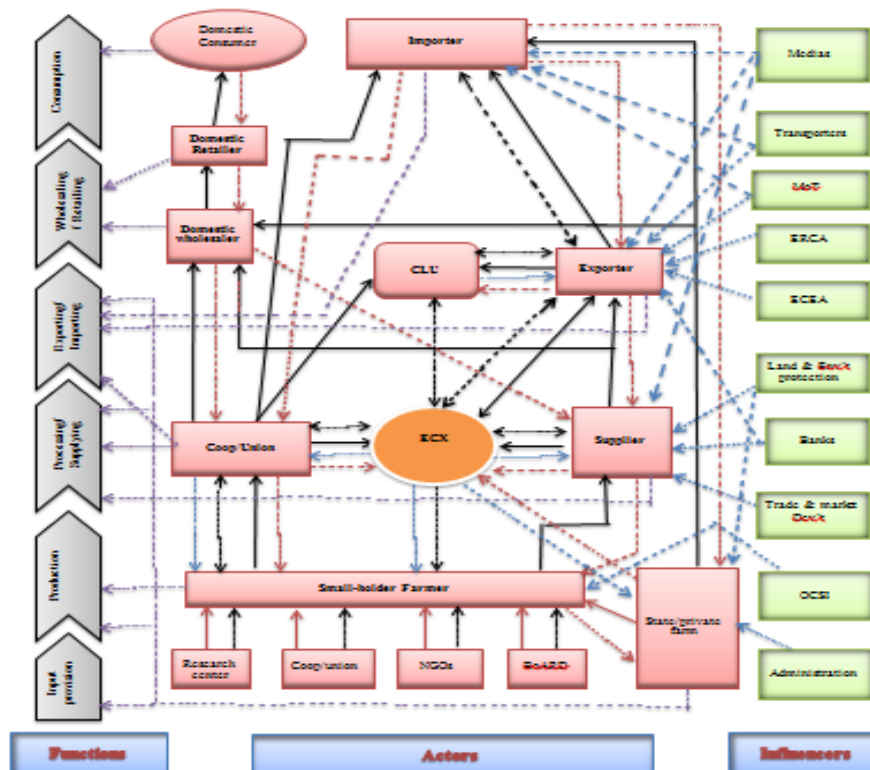 Domestic
Consumer
Importer
Medias
Consumption
Domestic
Retailer
Transporters
Wholesaling
/ Retailing
MoT
Domestic
wholesaler
ERCA
CLU
Exporter
ECEA
Exporting/
Importing
Land &
protection
Processing/
Supplying
Coop/Union
ECX
Supplier
Banks
Trade & market
Production
Small-holder Farmer
OCSI
State/private
farm
Input
provision
Research
center
Coop/union
NGOs
BoARD
Administration
Functions
Actors
Influencers